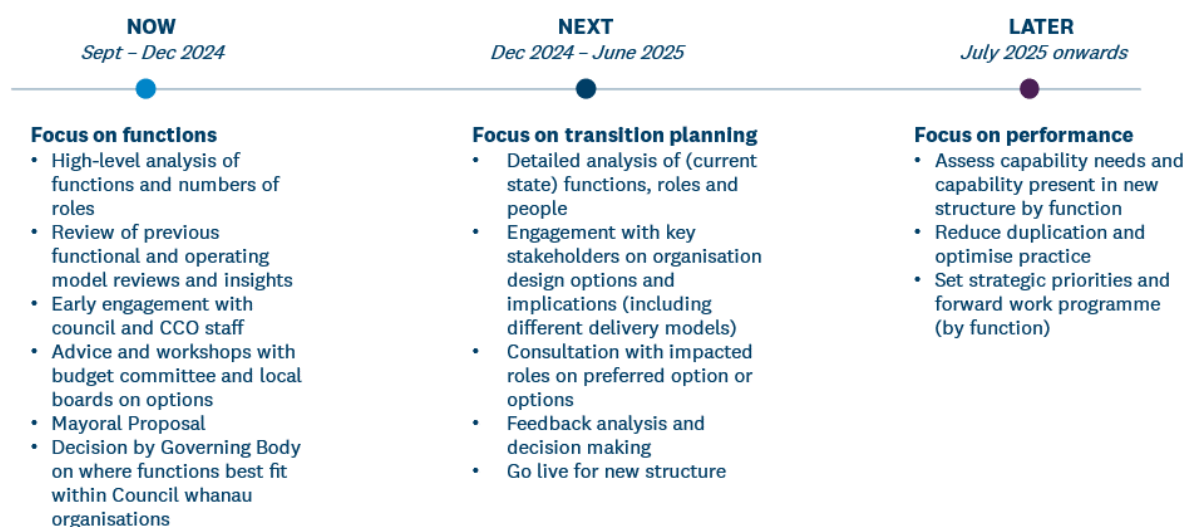 NOW
Sept – Dec 2024
Focus on functions
• High-level analysis of
functions and numbers of
roles
• Review of previous
functional and operating
model reviews and insights
• Early engagement with
council and CCO staff
• Advice and workshops with
budget committee and local
boards on options
• Mayoral Proposal
• Decision by Governing Body
on where functions best fit
within Council whanau
organisations
NEXT
Dec 2024 – June 2025
Focus on transition planning
• Detailed analysis of (current
state) functions, roles and
people
• Engagement with key
stakeholders on organisation
design options and
implications (including
different delivery models)
• Consultation with impacted
roles on preferred option or
options
• Feedback analysis and
decision making
• Go live for new structure
LATER
July 2025 onwards
Focus on performance
• Assess capability needs and
capability present in new
structure by function
• Reduce duplication and
optimise practice
• Set strategic priorities and
forward work programme
(by function)